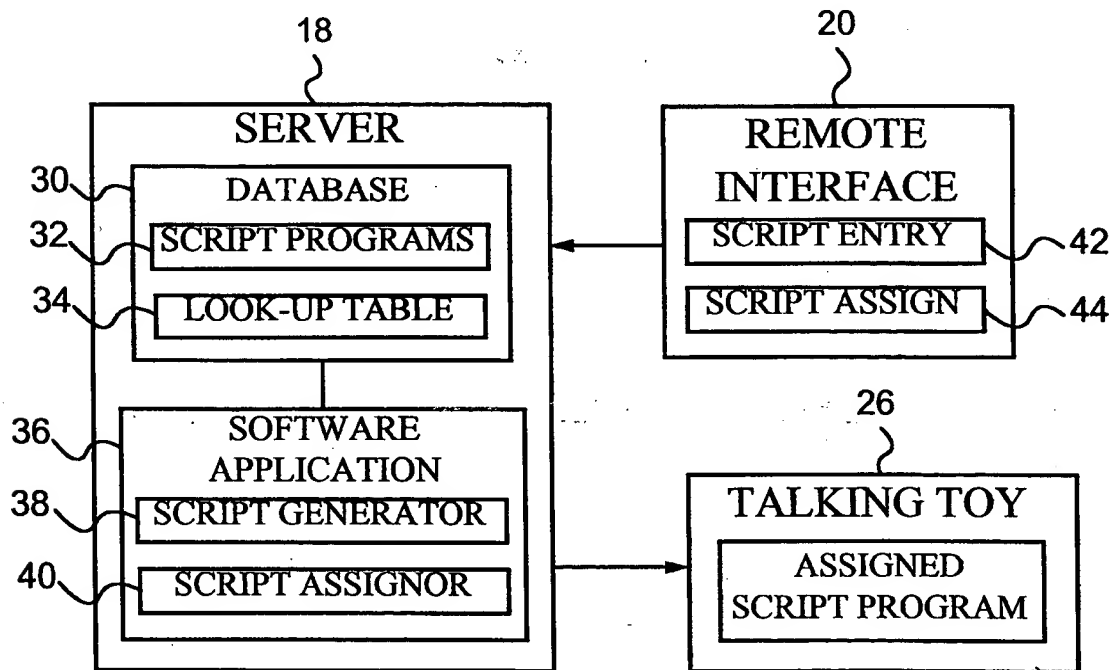 18
SERVER
30
DATABASE
32
SCRIPT PROGRAMS
34
LOOK-UP TABLE
36
SOFTWARE
APPLICATION
38
SCRIPT GENERATOR
40
SCRIPT ASSIGNOR
20
REMOTE
INTERFACE
SCRIPT ENTRY
42
SCRIPT ASSIGN
44
26
TALKING TOY
ASSIGNED
SCRIPT PROGRAM